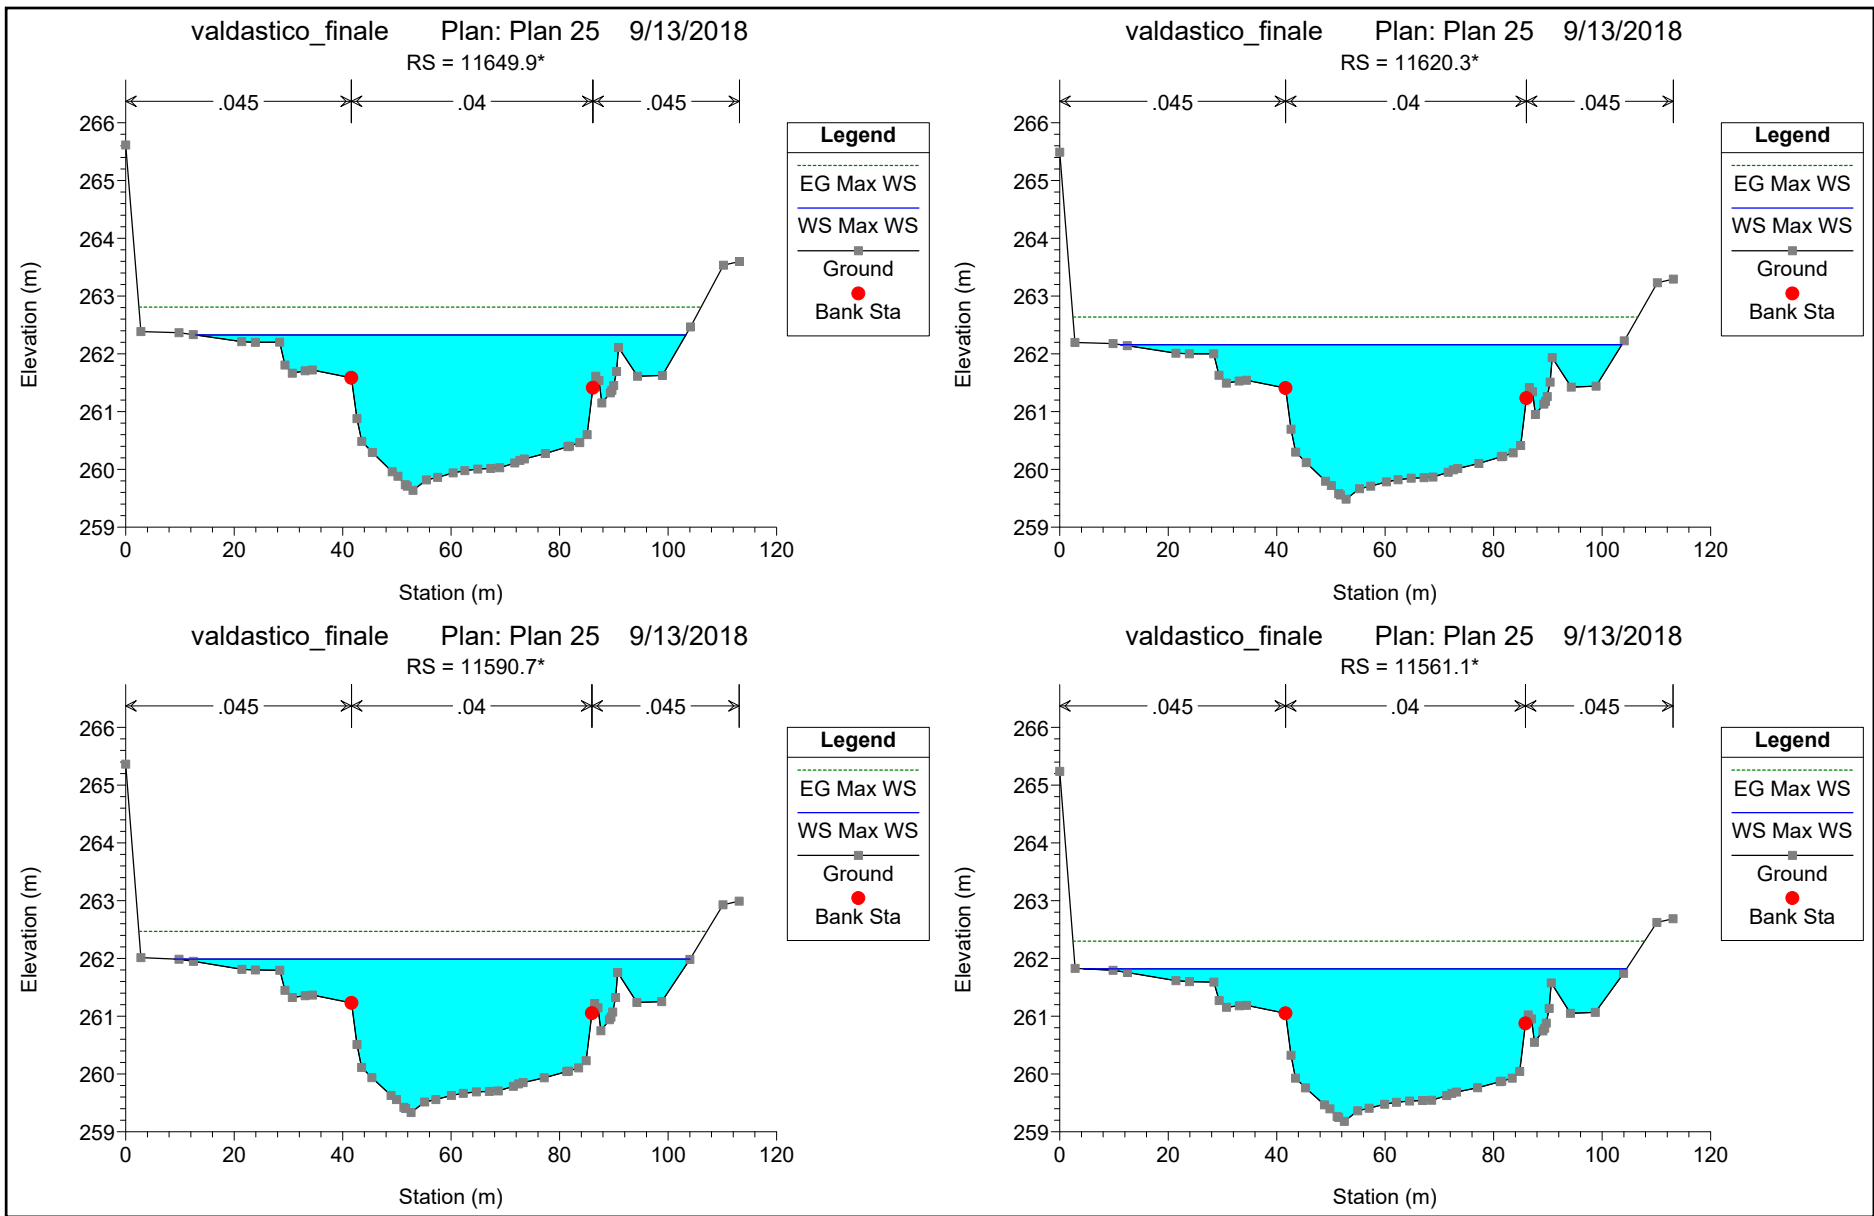 valdastico_finale Plan: Plan 25 9/13/2018
RS = 11649.9*
.045 .04 .045
266
265
264
263
262
261
260
259
0 20 40 60 80 100 120
Elevation (m)
Station (m)
Legend
EG Max WS
WS Max WS
Ground
Bank Sta
valdastico_finale Plan: Plan 25 9/13/2018
RS = 11620.3*
.045 .04 .045
266
265
264
263
262
261
260
259
0 20 40 60 80 100 120
Elevation (m)
Station (m)
Legend
EG Max WS
WS Max WS
Ground
Bank Sta
valdastico_finale Plan: Plan 25 9/13/2018
RS = 11590.7*
.045 .04 .045
266
265
264
263
262
261
260
259
0 20 40 60 80 100 120
Elevation (m)
Station (m)
Legend
EG Max WS
WS Max WS
Ground
Bank Sta
valdastico_finale Plan: Plan 25 9/13/2018
RS = 11561.1*
.045 .04 .045
266
265
264
263
262
261
260
259
0 20 40 60 80 100 120
Elevation (m)
Station (m)
Legend
EG Max WS
WS Max WS
Ground
Bank Sta